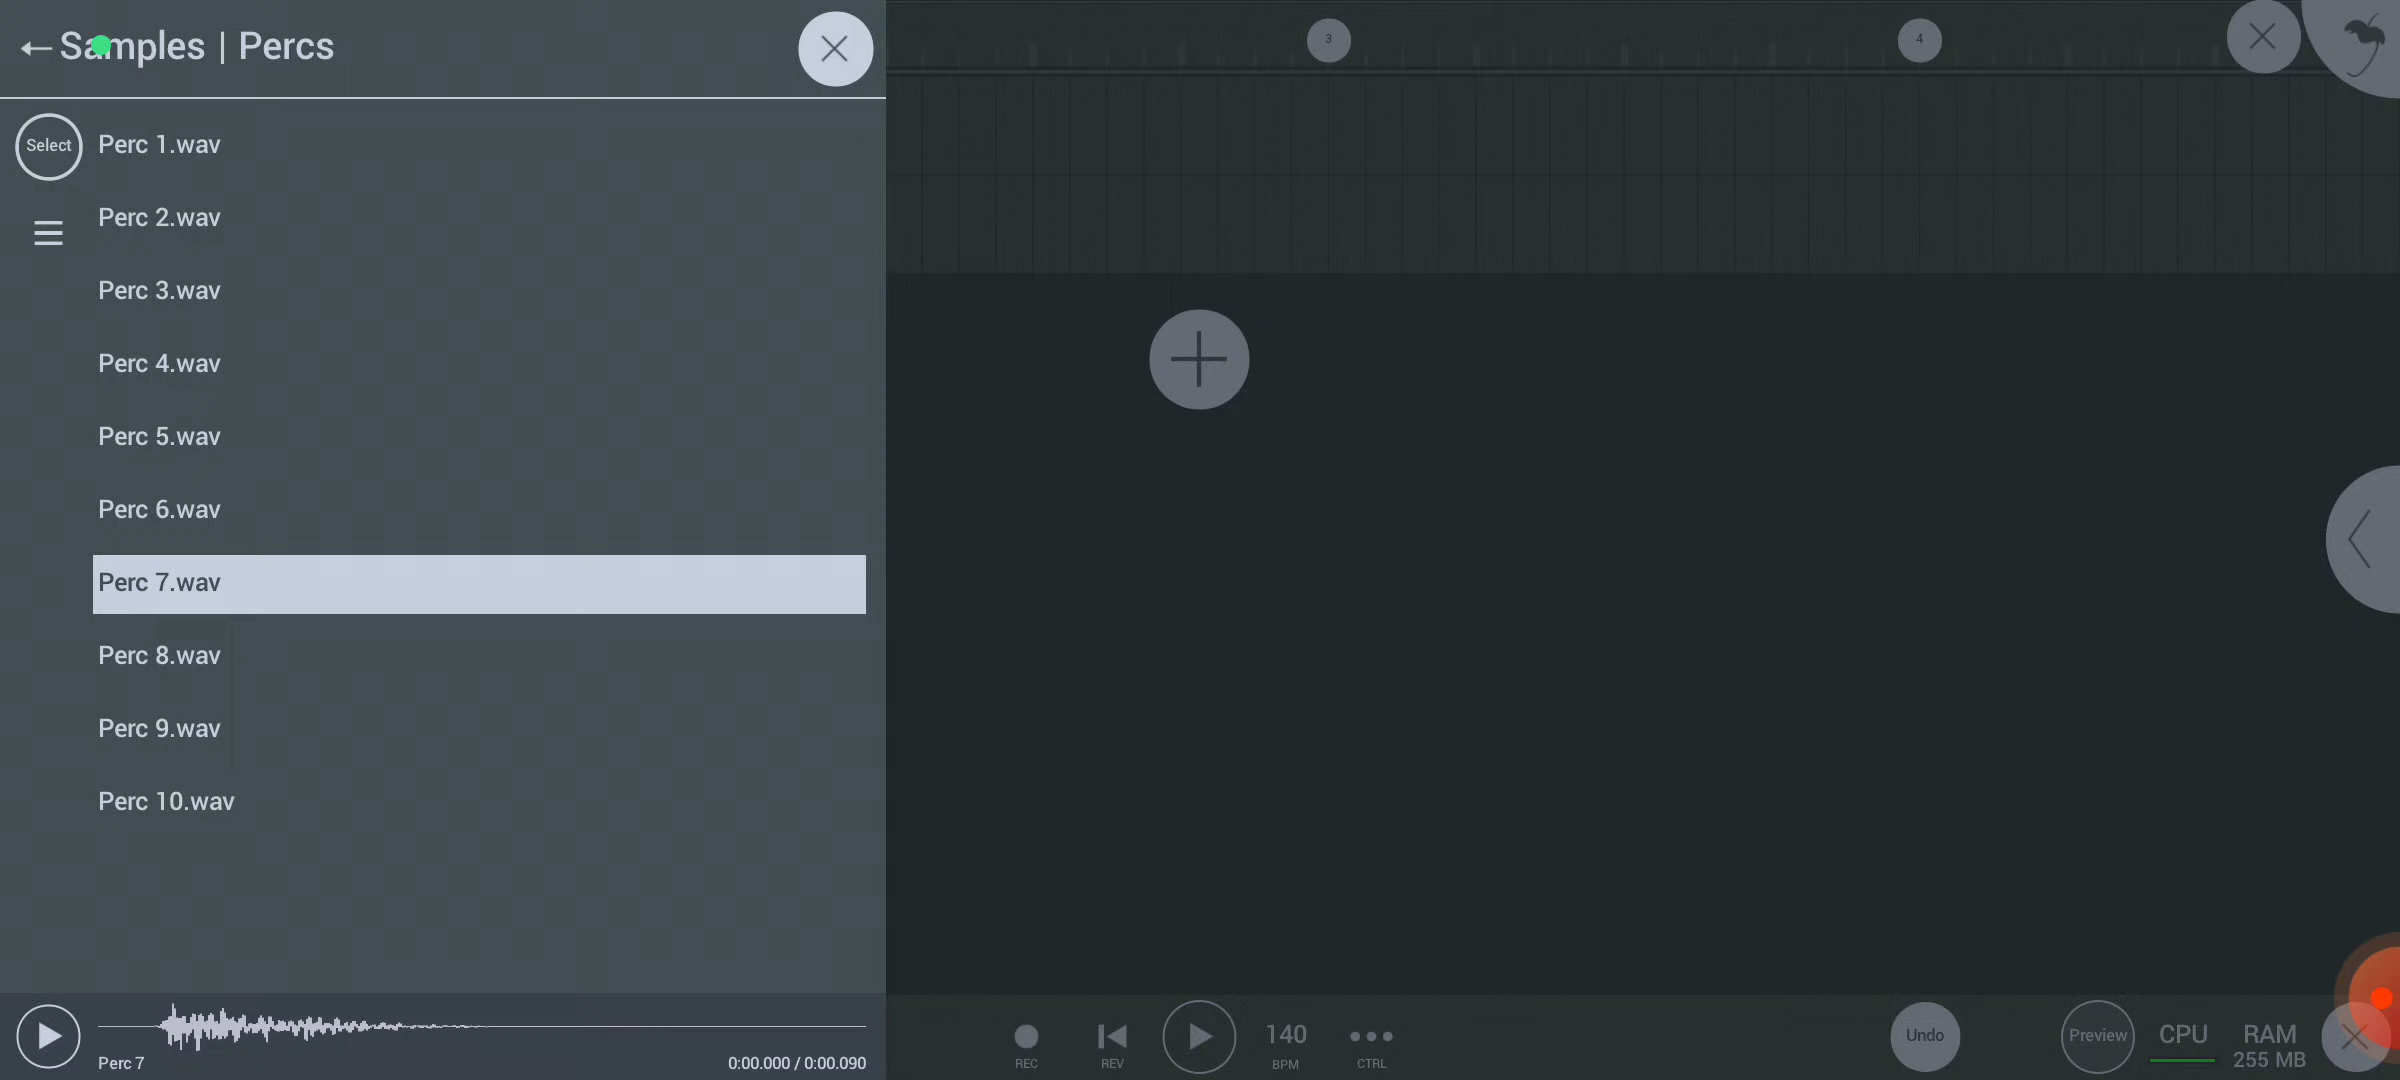 Samples | Percs
3
4
Select
Perc 1.wav
Perc 2.wav
Perc 3.wav
Perc 4.wav
Perc 5.wav
Perc 6.wav
Perc 7.wav
Perc 8.wav
Perc 9.wav
Perc 10.wav
Perc 7
0:00.000 / 0:00.090
REC
REV
140
BPM
CTRL
Undo
Preview
CPU
RAM
255 MB